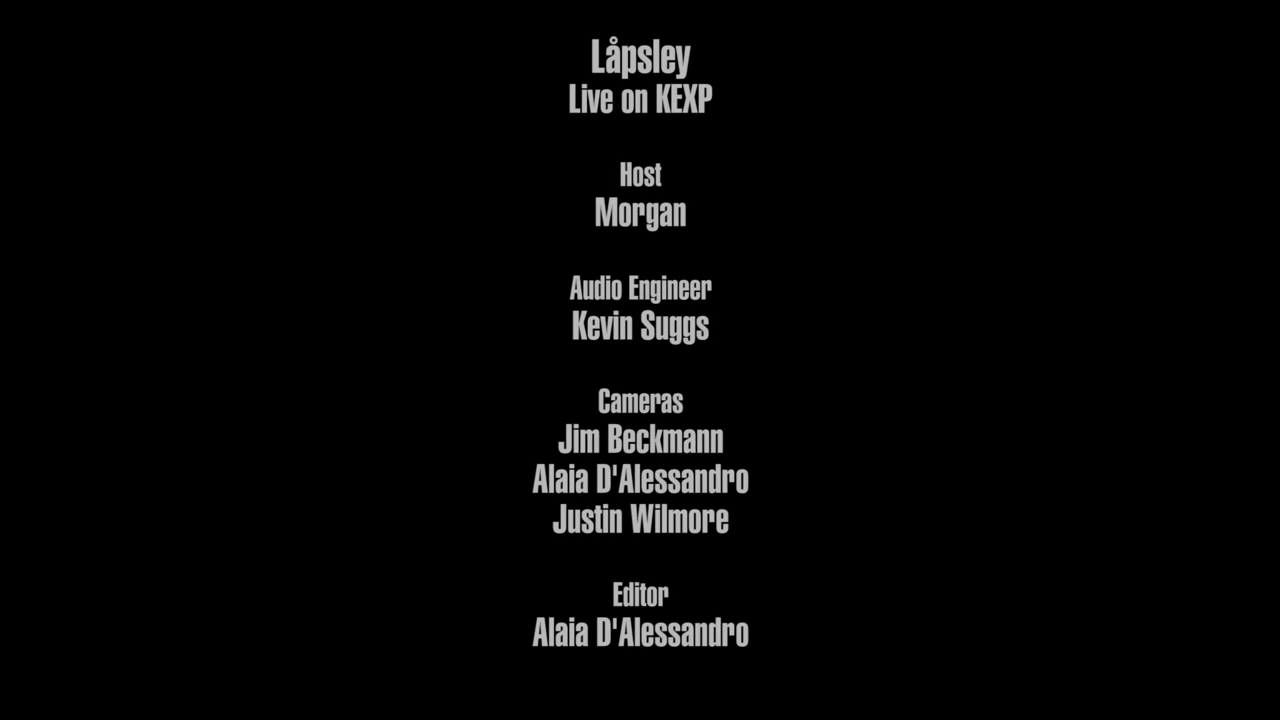 Låpsley
Live on KEXP
Host
Morgan
Audio Engineer
Kevin Suggs
Cameras
Jim Beckmann
Alaia D'Alessandro
Justin Wilmore
Editor
Alaia D'Alessandro